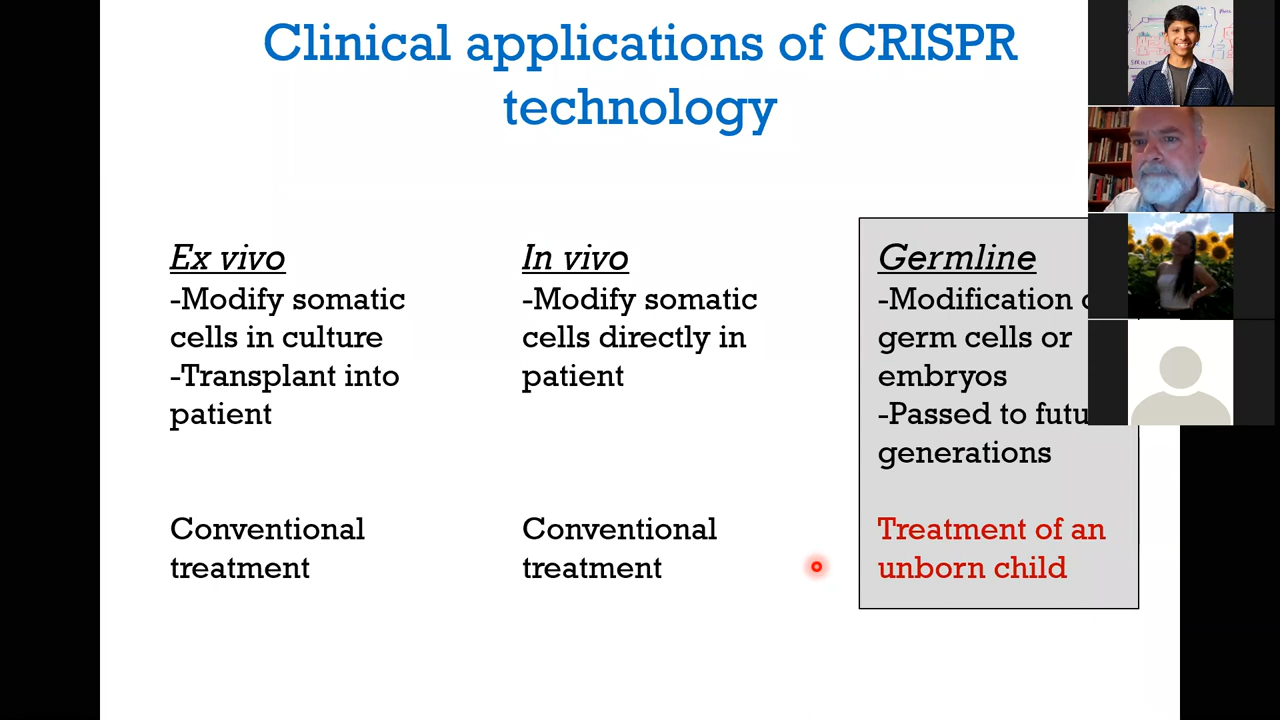 Clinical applications of CRISPR
technology
Ex vivo
-Modify somatic
cells in culture
-Transplant into
patient
Conventional
treatment
In vivo
-Modify somatic
cells directly in
patient
Conventional
treatment
Germline
-Modification
germ cells or
embryos
-Passed to futu
generations
Treatment of an
unborn child